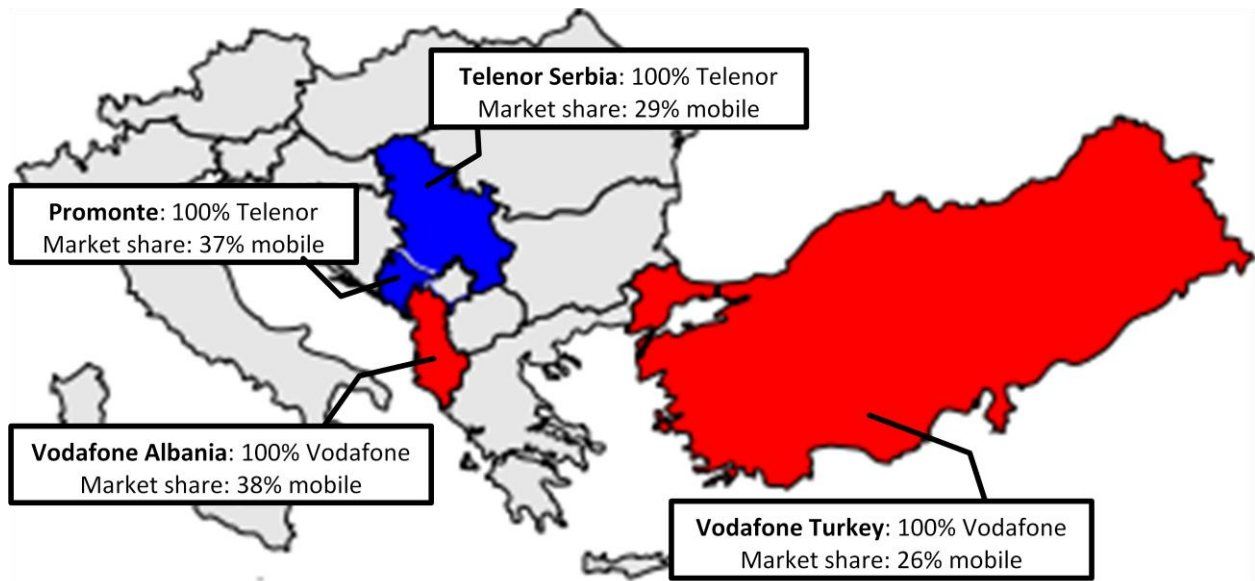 Telenor Serbia: 100% Telenor
Market share: 29% mobile
Promonte: 100% Telenor
Market share: 37% mobile
Vodafone Albania: 100% Vodafone
Market share: 38% mobile
Vodafone Turkey: 100% Vodafone
Market share: 26% mobile